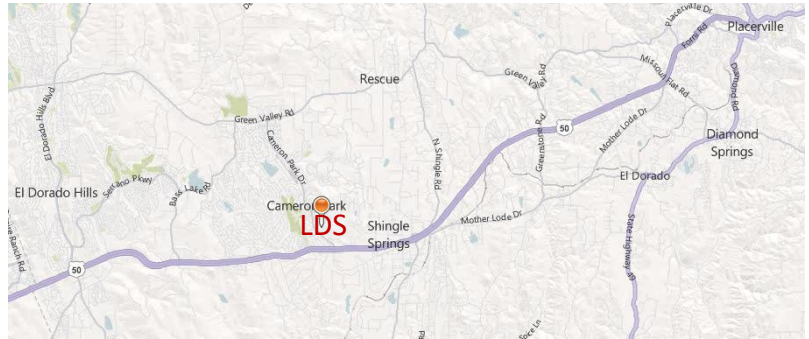 Placerville Dr
Placerville
Forni Rd
Rescue
Green Valley Rd
Missouri Flat Rd
Diamond Rd
El Dorado Hills Blvd
Green Valley Rd
50
Mother Lode Dr
Greenstone Rd
N Shingle Rd
Diamond
Springs
Cameron Park Dr
El Dorado
Serrano Pkwy
Bass Lake Rd
El Dorado Hills
Cameron Park
LDS
Shingle
Springs
Mother Lode Dr
State Highway 49
50